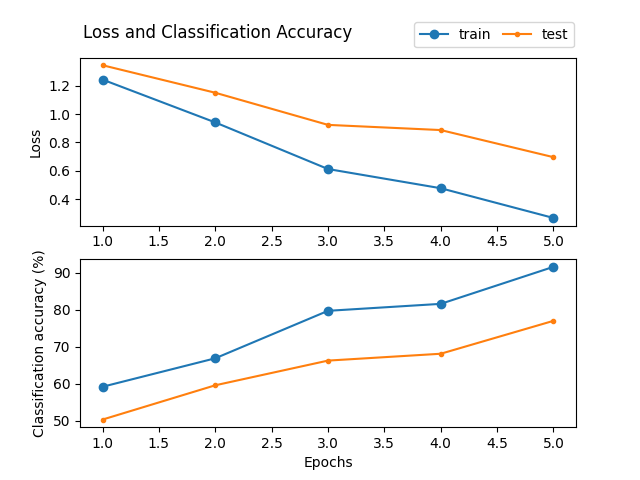 Loss and Classification Accuracy
train test
Loss
1.2
1.0
0.8
0.6
0.4
1.0 1.5 2.0 2.5 3.0 3.5 4.0 4.5 5.0
Classification accuracy (%)
90
80
70
60
50
1.0 1.5 2.0 2.5 3.0 3.5 4.0 4.5 5.0
Epochs